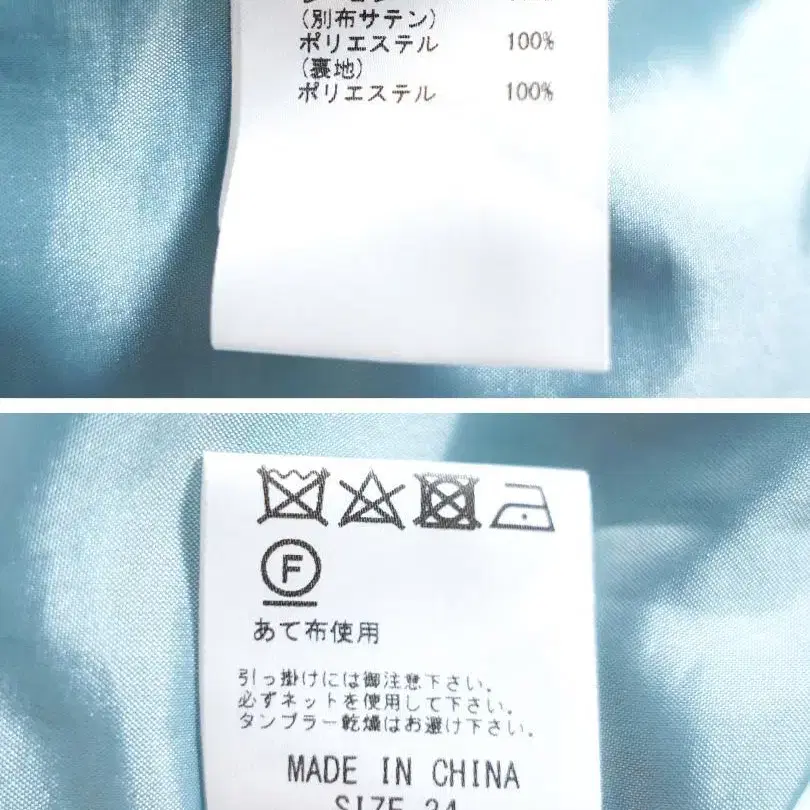 (別布サテン)
ポリエステル 100%
(裏地)
ポリエステル 100%
F
あて布使用
引っ掛けには御注意下さい。
必ずネットを使用して下さい。
タンブラー乾燥はお避け下さい。
MADE IN CHINA
SIZE 34